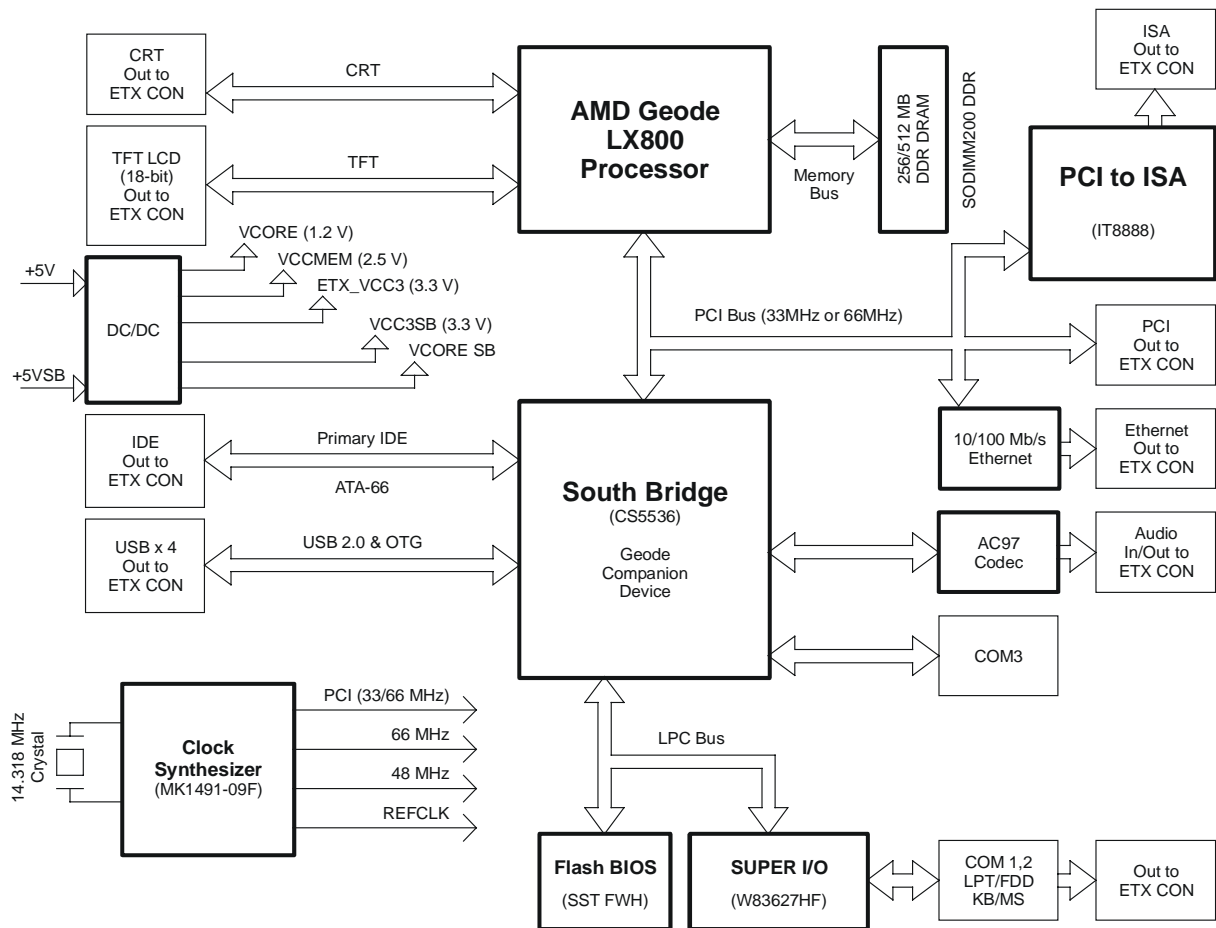 CRT
Out to
ETX CON
CRT
TFT LCD
(18-bit)
Out to
ETX CON
TFT
AMD Geode
LX800
Processor
Memory
Bus
256/512 MB
DDR DRAM
SODIMM200 DDR
ISA
Out to
ETX CON
PCI to ISA
(IT8888)
+5V
+5VSB
DC/DC
VCORE (1.2 V)
VCCMEM (2.5 V)
ETX_VCC3 (3.3 V)
VCC3SB (3.3 V)
VCORE SB
PCI Bus (33MHz or 66MHz)
PCI
Out to
ETX CON
IDE
Out to
ETX CON
Primary IDE
ATA-66
USB x 4
Out to
ETX CON
USB 2.0 & OTG
South Bridge
(CS5536)
Geode
Companion
Device
10/100 Mb/s
Ethernet
Ethernet
Out to
ETX CON
AC97
Codec
Audio
In/Out to
ETX CON
COM3
14.318 MHz
Crystal
Clock
Synthesizer
(MK1491-09F)
PCI (33/66 MHz)
66 MHz
48 MHz
REFCLK
LPC Bus
Flash BIOS
(SST FWH)
SUPER I/O
(W83627HF)
COM 1,2
LPT/FDD
KB/MS
Out to
ETX CON